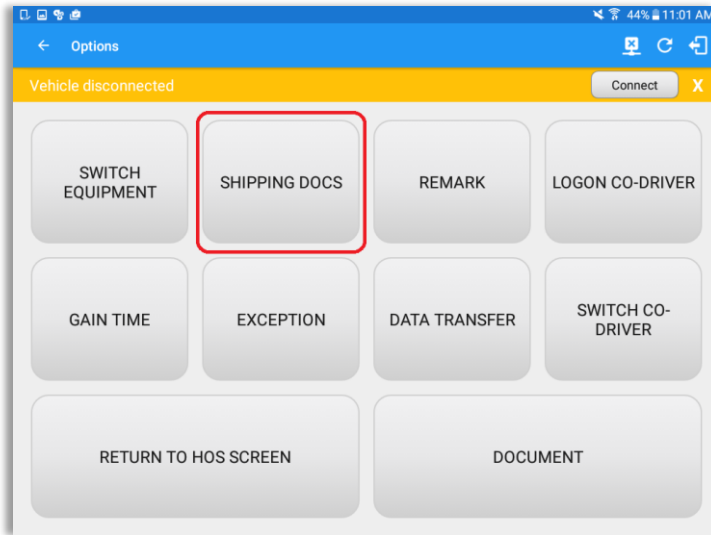 44% 11:01 AM
Options
Vehicle disconnected
Connect
X
SWITCH
EQUIPMENT
SHIPPING DOCS
REMARK
LOGON CO-DRIVER
GAIN TIME
EXCEPTION
DATA TRANSFER
SWITCH CO-
DRIVER
RETURN TO HOS SCREEN
DOCUMENT